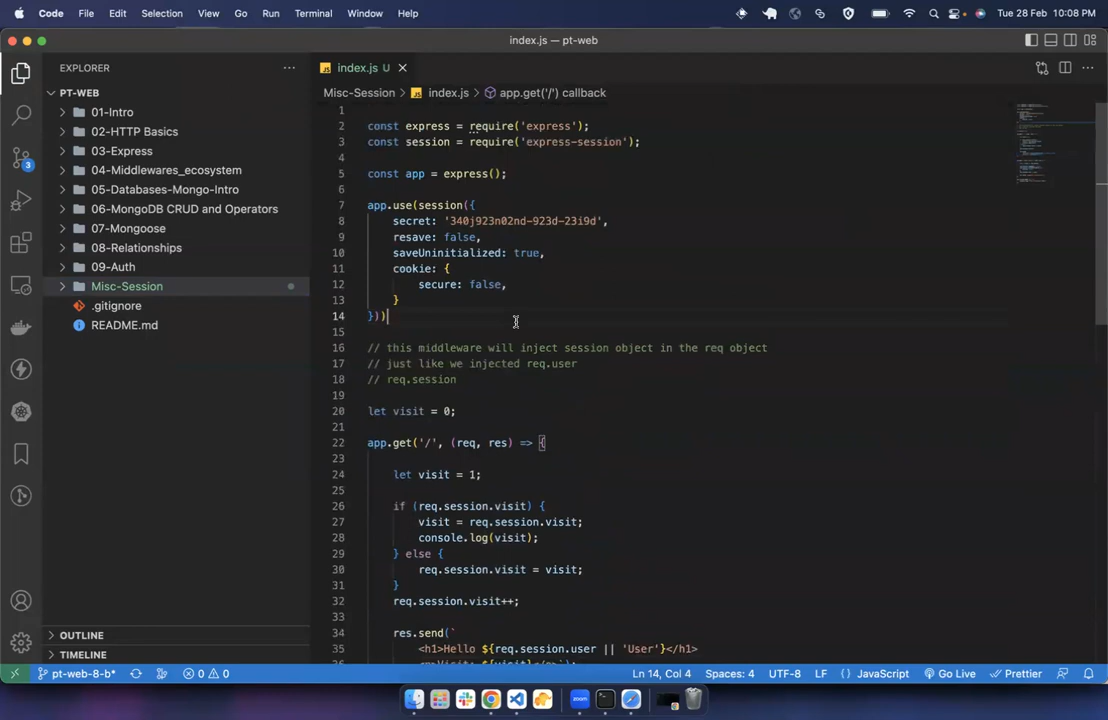 Code File Edit Selection View Go Run Terminal Window Help Tue 28 Feb 10:08 PM
index.js — pt-web
EXPLORER
index.js U
PT-WEB
Misc-Session > index.js > app.get('/') callback
01-Intro
02-HTTP Basics
03-Express
04-Middlewares_ecosystem
05-Databases-Mongo-Intro
06-MongoDB CRUD and Operators
07-Mongoose
08-Relationships
09-Auth
Misc-Session
.gitignore
README.md
OUTLINE
TIMELINE
3
1
2 const express = require('express');
3 const session = require('express-session');
4
5 const app = express();
6
7 app.use(session({
8 secret: '340j923n02nd-923d-23i9d',
9 resave: false,
10 saveUninitialized: true,
11 cookie: {
12 secure: false,
13 }
14 }))
15
16 // this middleware will inject session object in the req object
17 // just like we injected req.user
18 // req.session
19
20 let visit = 0;
21
22 app.get('/', (req, res) => {
23
24 let visit = 1;
25
26 if (req.session.visit) {
27 visit = req.session.visit;
28 console.log(visit);
29 } else {
30 req.session.visit = visit;
31 }
32 req.session.visit++;
33
34 res.send(`
35 <h1>Hello ${req.session.user || 'User'}</h1>
pt-web-8-b* 0 0 Ln 14, Col 4 Spaces: 4 UTF-8 LF { } JavaScript Go Live Prettier
zoom